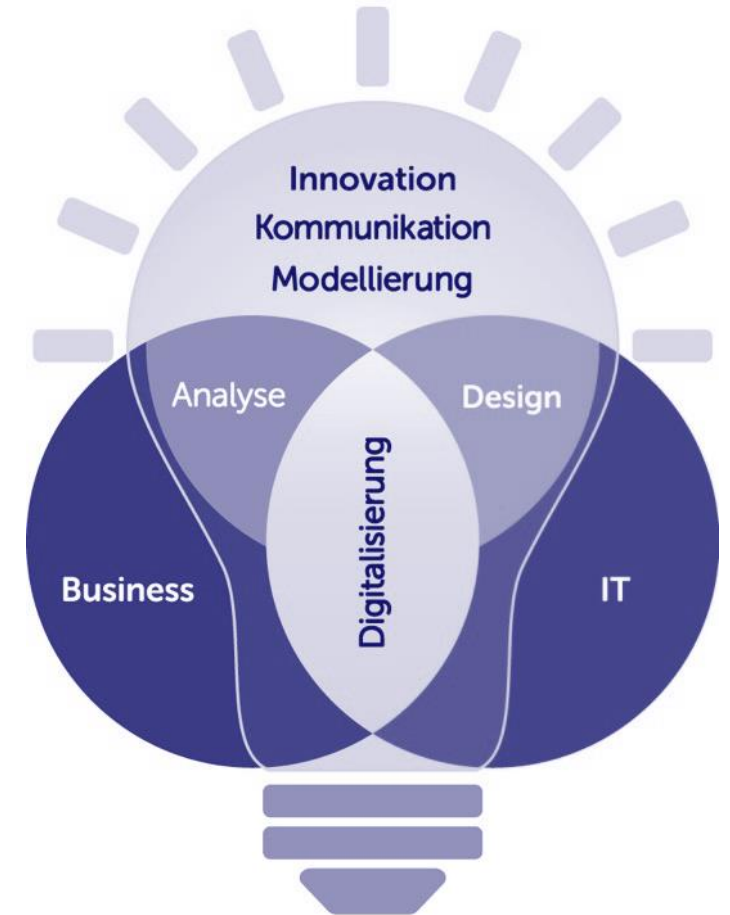 Innovation
Kommunikation
Modellierung
Analyse
Design
Digitalisierung
Business
IT